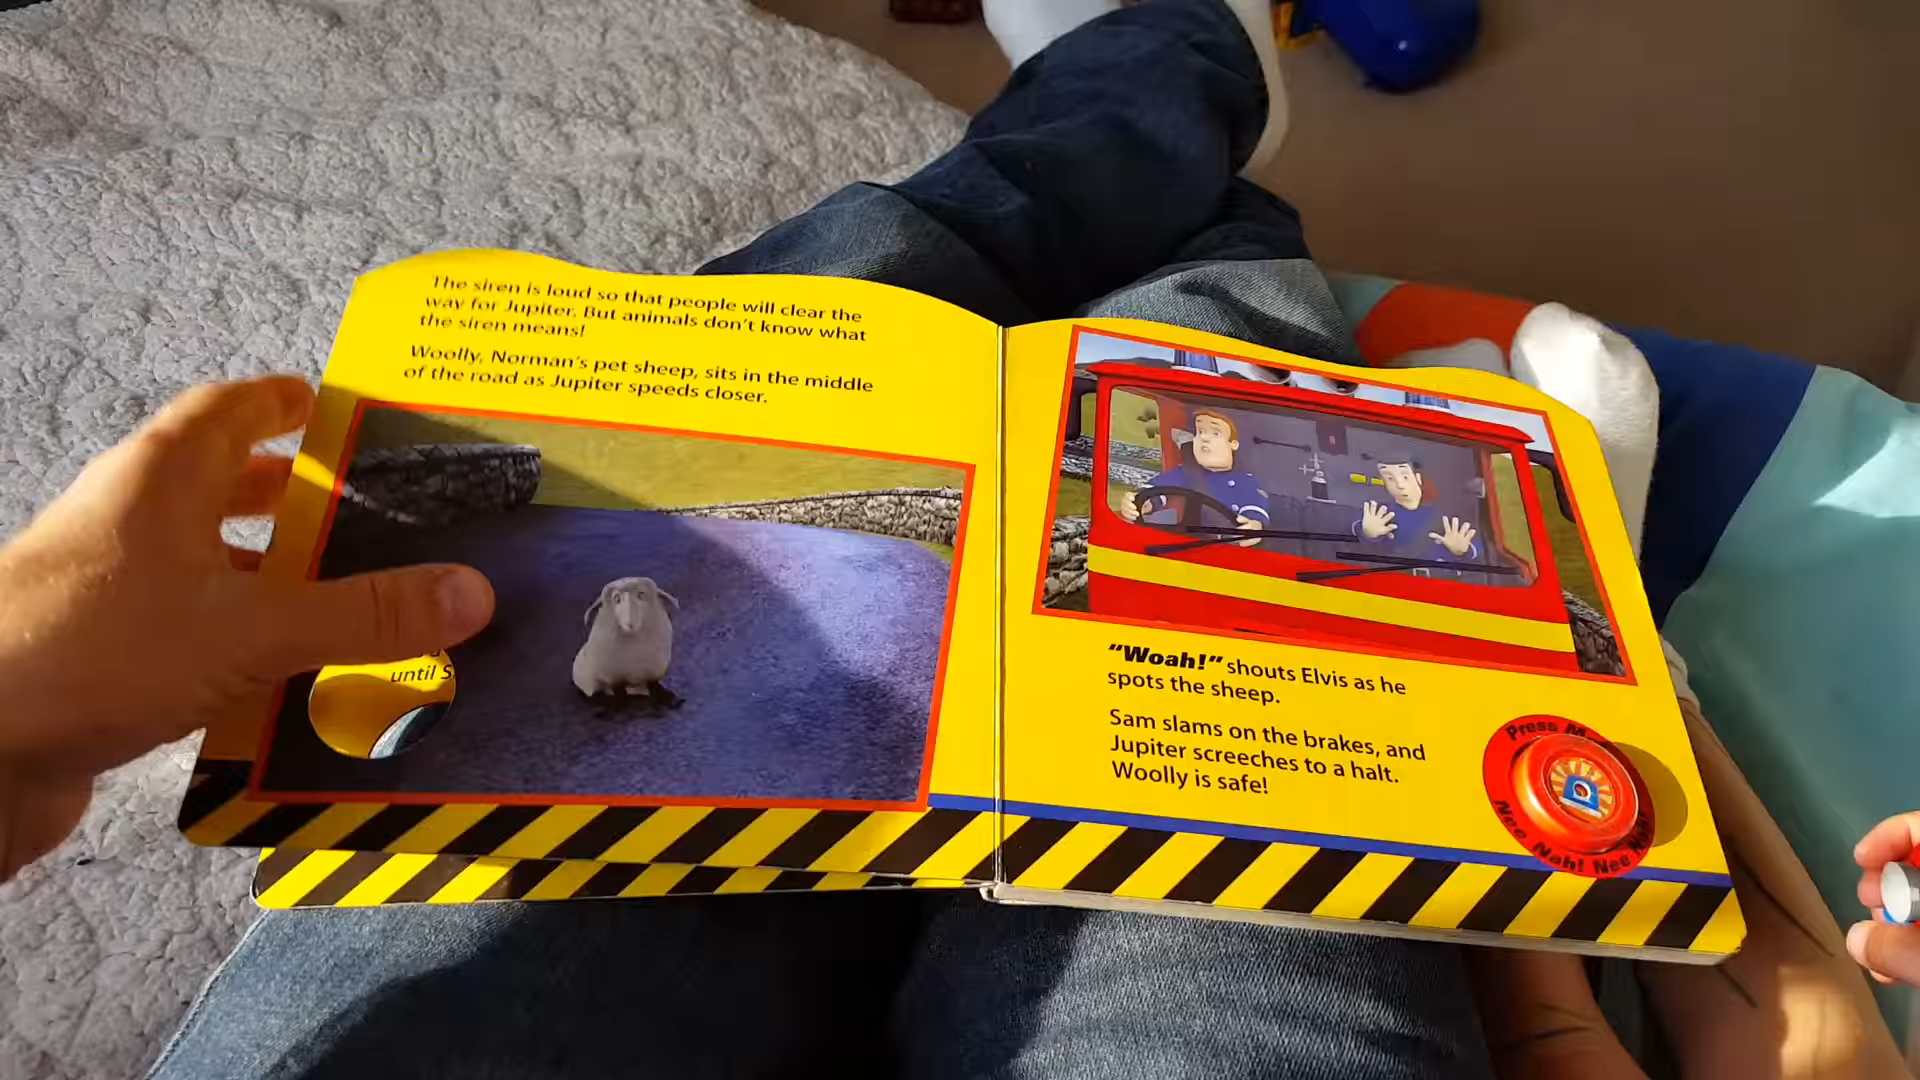 The siren is loud so that people will clear the
way for Jupiter. But animals don't know what
the siren means!
Woolly, Norman's pet sheep, sits in the middle
of the road as Jupiter speeds closer.
until S
"Woah!" shouts Elvis as he
spots the sheep.
Sam slams on the brakes, and
Jupiter screeches to a halt.
Woolly is safe!
Press M
Nee Nah! Nee Nah!